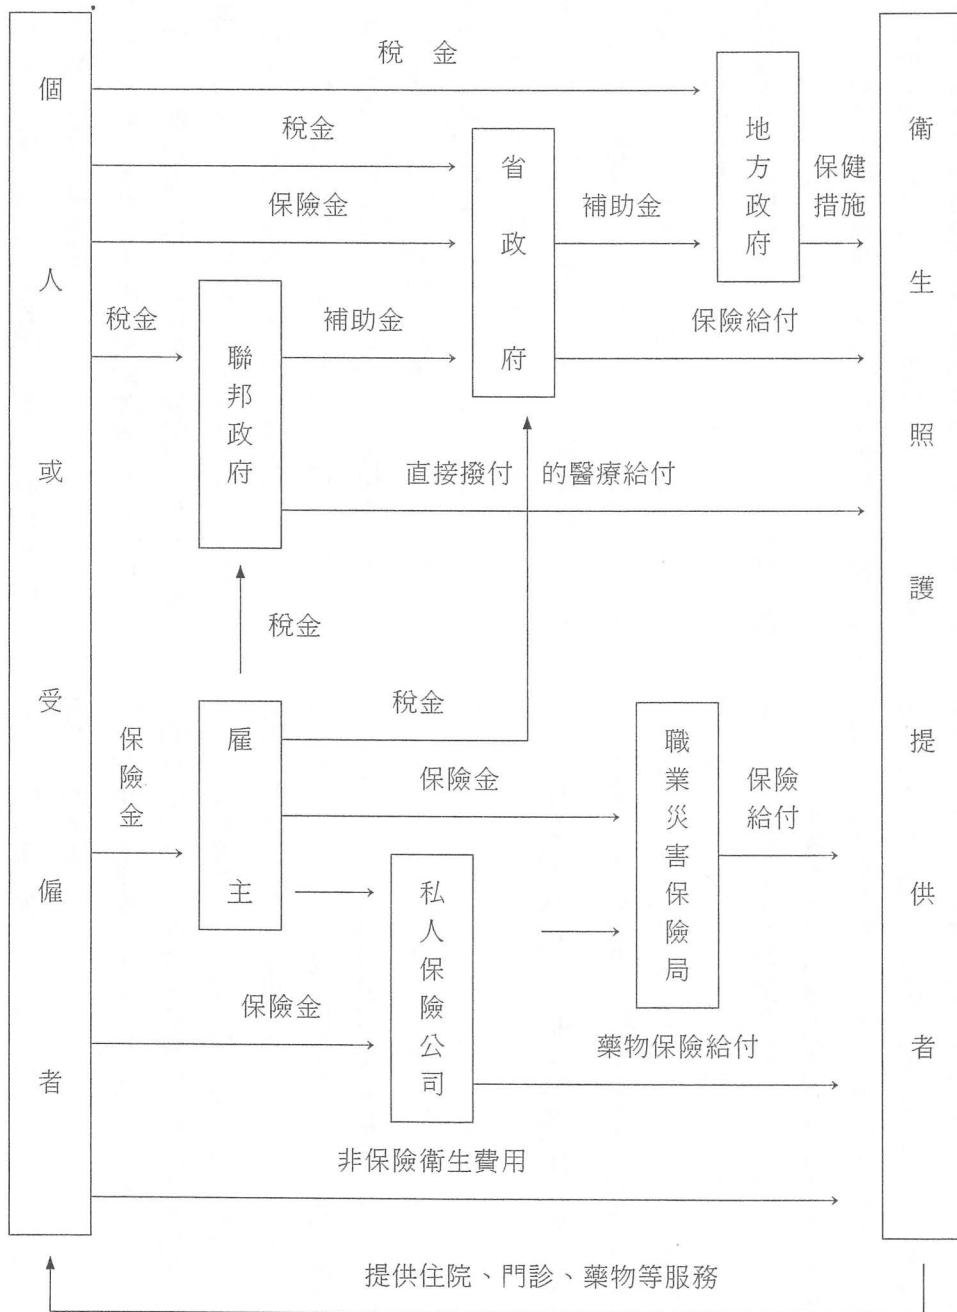 個人或受僱者
稅金
地方政府
衛生照護提供者
稅金
省政府
保健
措施
保險金
補助金
稅金
聯邦政府
補助金
保險給付
直接撥付
的醫療給付
稅金
保險金
雇主
稅金
職業災害保險局
保險
給付
保險金
私人保險公司
保險金
藥物保險給付
非保險衛生費用
提供住院、門診、藥物等服務